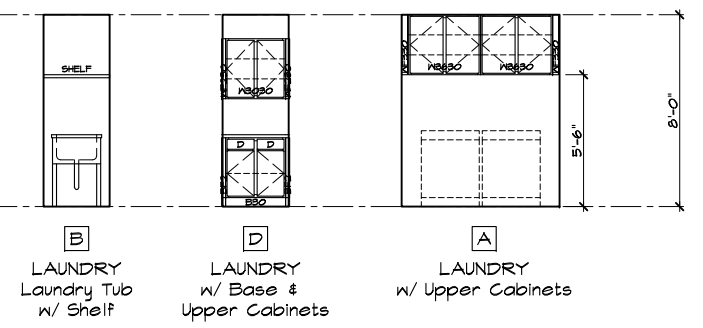 SHELF
W3030
D D
B30
W3630 W3630
5'-6"
8'-0"
B
LAUNDRY
Laundry Tub
w/ Shelf
D
LAUNDRY
w/ Base &
Upper Cabinets
A
LAUNDRY
w/ Upper Cabinets